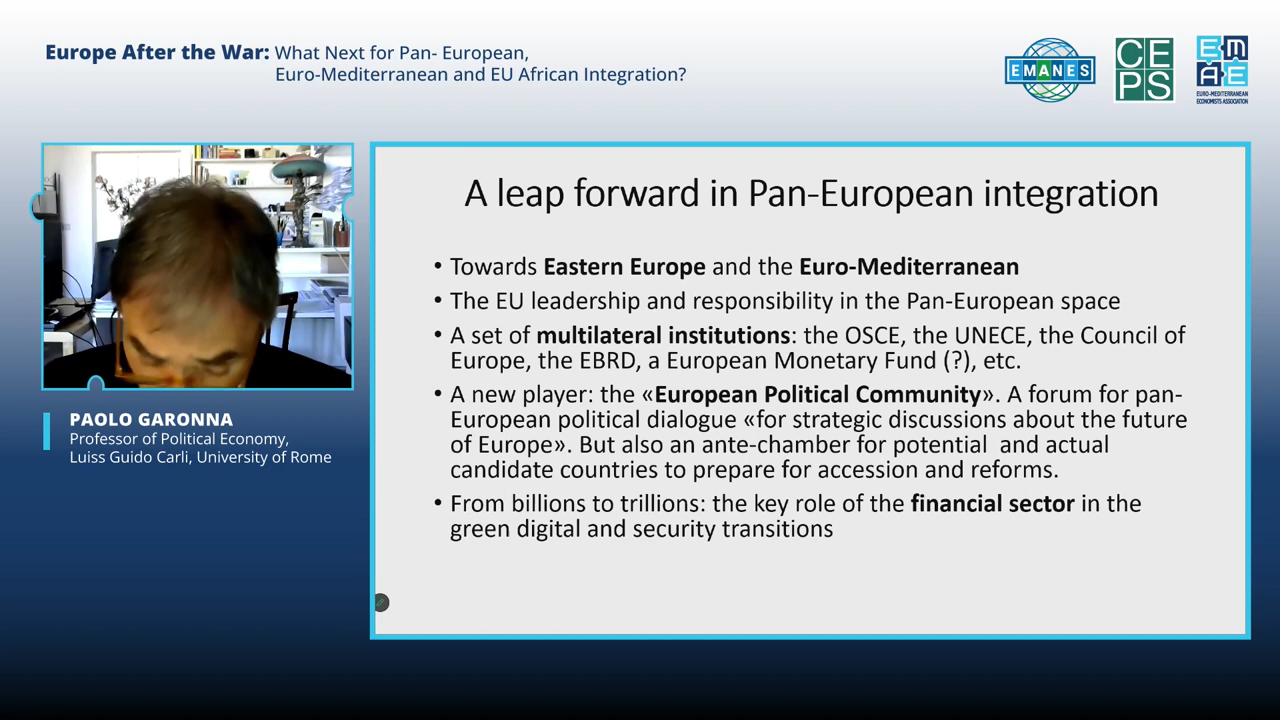 Europe After the War: What Next for Pan- European,
Euro-Mediterranean and EU African Integration?
EMANES
CE
PS
EM
AE
EURO-MEDITERRANEAN
ECONOMISTS ASSOCIATION
A leap forward in Pan-European integration
• Towards Eastern Europe and the Euro-Mediterranean
• The EU leadership and responsibility in the Pan-European space
• A set of multilateral institutions: the OSCE, the UNECE, the Council of
Europe, the EBRD, a European Monetary Fund (?), etc.
• A new player: the «European Political Community». A forum for pan-
European political dialogue «for strategic discussions about the future
of Europe». But also an ante-chamber for potential  and actual
candidate countries to prepare for accession and reforms.
• From billions to trillions: the key role of the financial sector in the
green digital and security transitions
PAOLO GARONNA
Professor of Political Economy,
Luiss Guido Carli, University of Rome